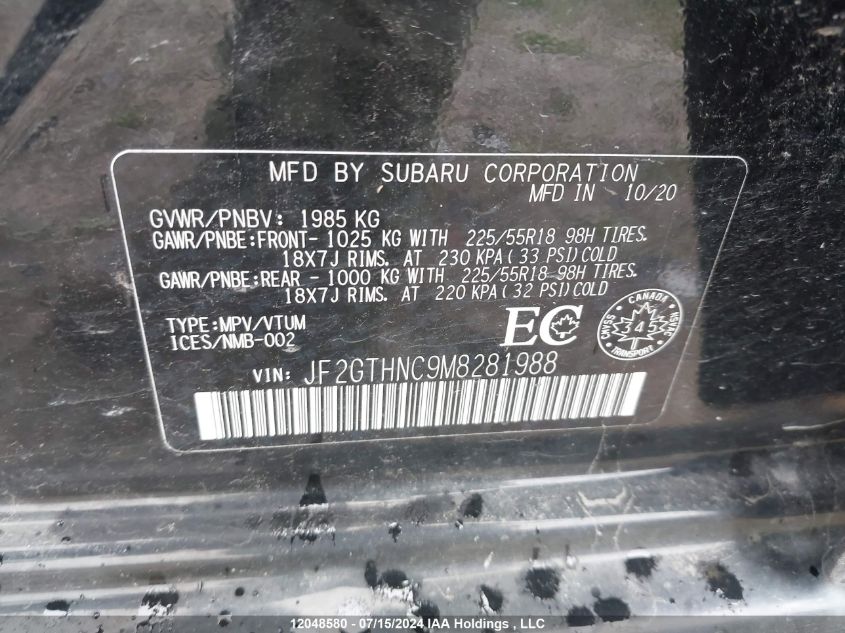 MFD BY SUBARU CORPORATION
MFD IN 10/20
GVWR/PNBV: 1985 KG
GAWR/PNBE:FRONT- 1025 KG WITH 225/55R18 98H TIRES.
18X7J RIMS. AT 230 KPA( 33 PSI)COLD
GAWR/PNBE:REAR - 1000 KG WITH 225/55R18 98H TIRES.
18X7J RIMS. AT 220 KPA( 32 PSI)COLD
TYPE:MPV/VTUM
ICES/NMB-002
EC
CANADA
345
TRANSPORT
VIN: JF2GTHNC9M8281988
12048580 - 07/15/2024 IAA Holdings , LLC